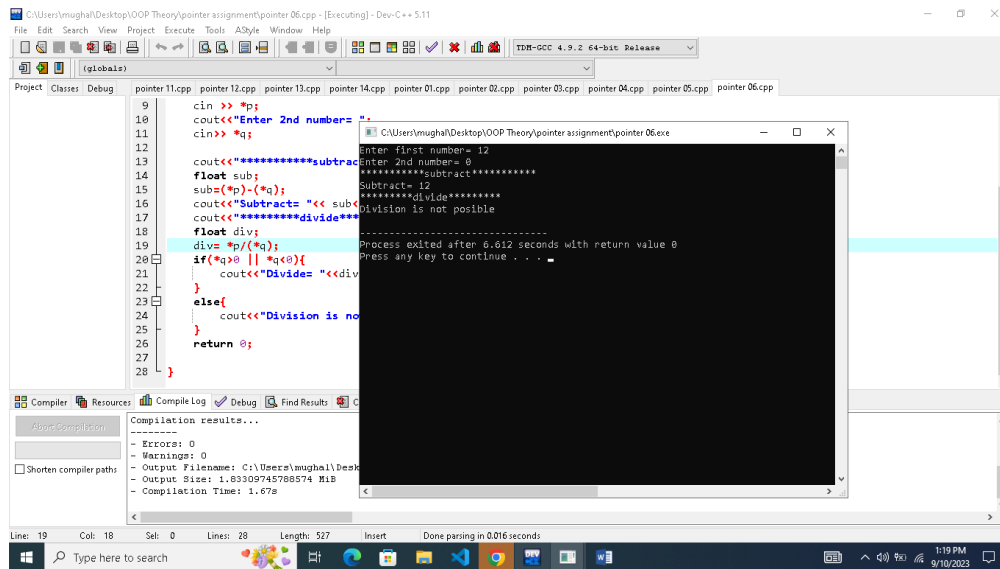 C:\Users\mughal\Desktop\OOP Theory\pointer assignment\pointer 06.cpp - [Executing] - Dev-C++ 5.11
File Edit Search View Project Execute Tools AStyle Window Help
TDM-GCC 4.9.2 64-bit Release
(globals)
Project Classes Debug
pointer 11.cpp pointer 12.cpp pointer 13.cpp pointer 14.cpp pointer 01.cpp pointer 02.cpp pointer 03.cpp pointer 04.cpp pointer 05.cpp pointer 06.cpp
9 cin >> *p;
10 cout<<"Enter 2nd number= ";
11 cin>> *q;
12
13 cout<<"***********subtrac
14 float sub;
15 sub=(*p)-(*q);
16 cout<<"Subtract= "<< sub<
17 cout<<"*********divide***
18 float div;
19 div= *p/(*q);
20 if(*q>0 || *q<0){
21 cout<<"Divide= "<<div
22 }
23 else{
24 cout<<"Division is no
25 }
26 return 0;
27
28 }
C:\Users\mughal\Desktop\OOP Theory\pointer assignment\pointer 06.exe
Enter first number= 12
Enter 2nd number= 0
***********subtract***********
Subtract= 12
*********divide*********
Division is not posible
--------------------------------
Process exited after 6.612 seconds with return value 0
Press any key to continue . . .
Compiler Resources Compile Log Debug Find Results C
Abort Compilation
Shorten compiler paths
Compilation results...
--------
- Errors: 0
- Warnings: 0
- Output Filename: C:\Users\mughal\Desk
- Output Size: 1.83309745788574 MiB
- Compilation Time: 1.67s
Line: 19 Col: 18 Sel: 0 Lines: 28 Length: 527 Insert Done parsing in 0.016 seconds
Type here to search
1:19 PM
9/10/2023